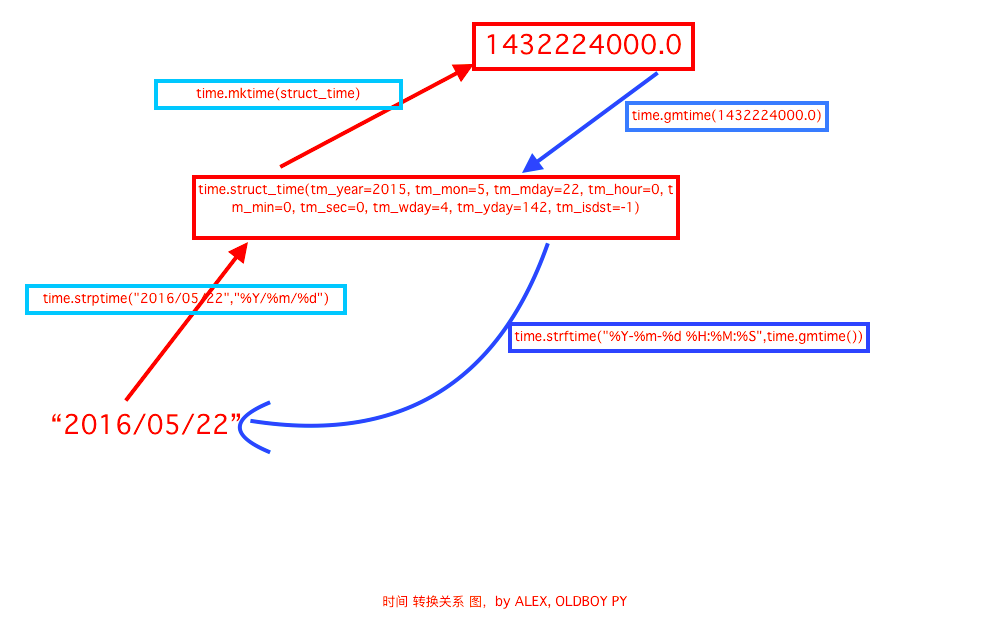 1432224000.0
time.mktime(struct_time)
time.gmtime(1432224000.0)
time.struct_time(tm_year=2015, tm_mon=5, tm_mday=22, tm_hour=0, t
m_min=0, tm_sec=0, tm_wday=4, tm_yday=142, tm_isdst=-1)
time.strptime("2016/05/22","%Y/%m/%d")
time.strftime("%Y-%m-%d %H:%M:%S",time.gmtime())
“2016/05/22”
时间 转换关系 图，by ALEX, OLDBOY PY